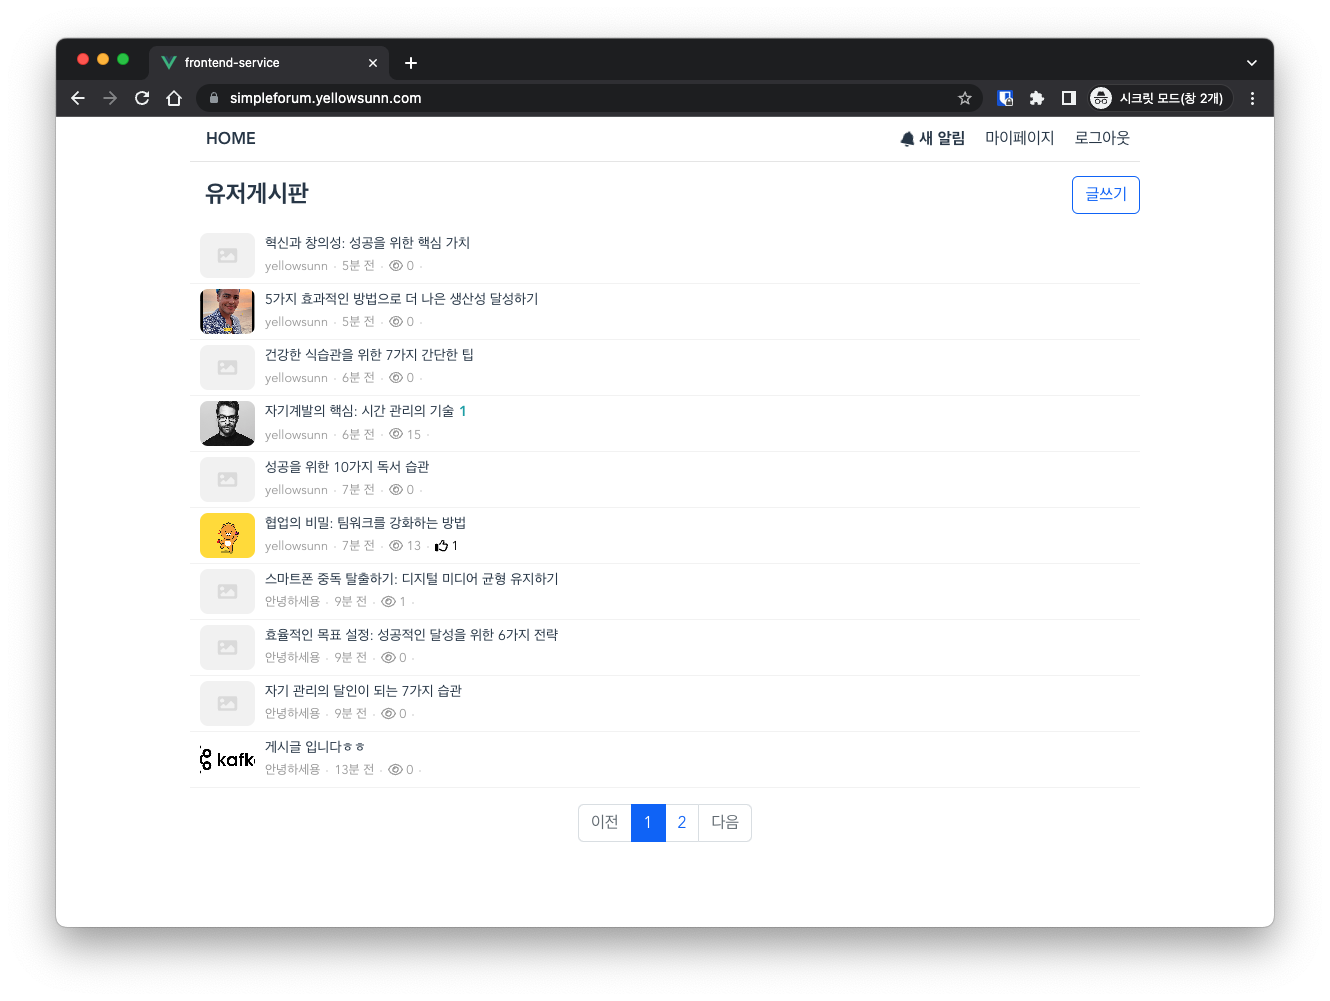 frontend-service
simpleforum.yellowsunn.com
시크릿 모드(창 2개)
HOME
새 알림 마이페이지 로그아웃
유저게시판
글쓰기
혁신과 창의성: 성공을 위한 핵심 가치
yellowsunn · 5분 전 · 0 ·
5가지 효과적인 방법으로 더 나은 생산성 달성하기
yellowsunn · 5분 전 · 0 ·
건강한 식습관을 위한 7가지 간단한 팁
yellowsunn · 6분 전 · 0 ·
자기계발의 핵심: 시간 관리의 기술 1
yellowsunn · 6분 전 · 15 ·
성공을 위한 10가지 독서 습관
yellowsunn · 7분 전 · 0 ·
협업의 비밀: 팀워크를 강화하는 방법
yellowsunn · 7분 전 · 13 · 1
스마트폰 중독 탈출하기: 디지털 미디어 균형 유지하기
안녕하세용 · 9분 전 · 1 ·
효율적인 목표 설정: 성공적인 달성을 위한 6가지 전략
안녕하세용 · 9분 전 · 0 ·
자기 관리의 달인이 되는 7가지 습관
안녕하세용 · 9분 전 · 0 ·
kafk
게시글 입니다ㅎㅎ
안녕하세용 · 13분 전 · 0 ·
이전 1 2 다음